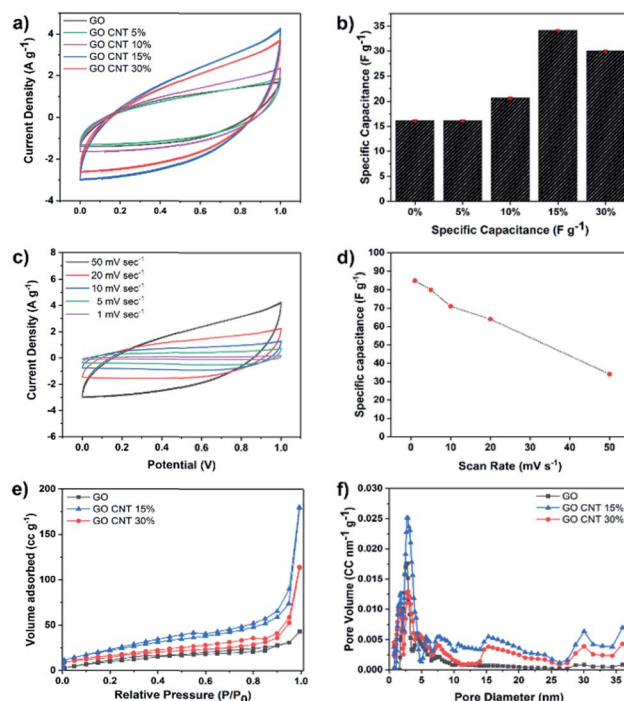 a)
GO
GO CNT 5%
GO CNT 10%
GO CNT 15%
GO CNT 30%
Current Density (A g⁻¹)
4
2
0
-2
-4
0.0 0.2 0.4 0.6 0.8 1.0
b)
Specific Capacitance (F g⁻¹)
40
35
30
25
20
15
10
5
0
0% 5% 10% 15% 30%
Specific Capacitance (F g⁻¹)
c)
50 mV sec⁻¹
20 mV sec⁻¹
10 mV sec⁻¹
5 mV sec⁻¹
1 mV sec⁻¹
Current Density (A g⁻¹)
8
6
4
2
0
-2
-4
-6
0.0 0.2 0.4 0.6 0.8 1.0
Potential (V)
d)
Specific capacitance (F g⁻¹)
100
90
80
70
60
50
40
30
20
10
0
0 10 20 30 40 50
Scan Rate (mV s⁻¹)
e)
GO
GO CNT 15%
GO CNT 30%
Volume adsorbed (cc g⁻¹)
200
150
100
50
0
0.0 0.2 0.4 0.6 0.8 1.0
Relative Pressure (P/P₀)
f)
GO
GO CNT 15%
GO CNT 30%
Pore Volume (CC nm⁻¹ g⁻¹)
0.030
0.025
0.020
0.015
0.010
0.005
0.000
0 5 10 15 20 25 30 35
Pore Diameter (nm)